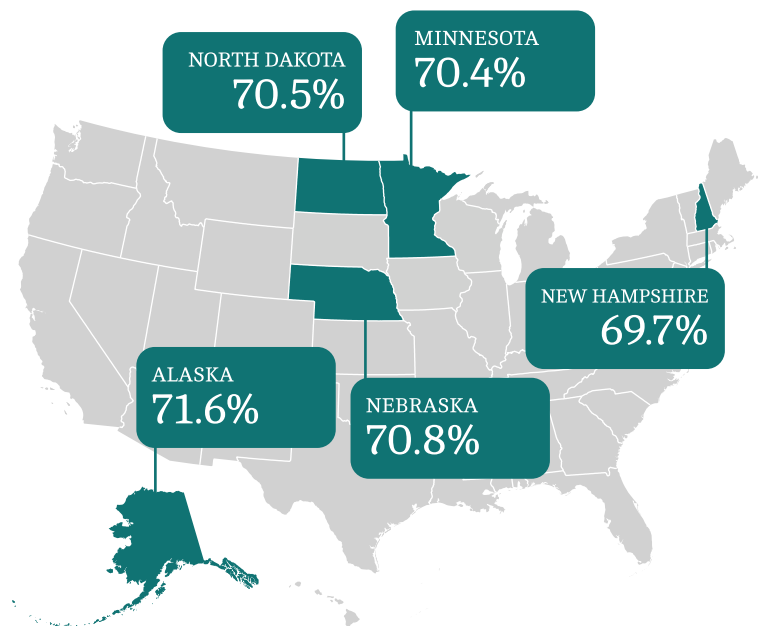 MINNESOTA
70.4%
NORTH DAKOTA
70.5%
NEW HAMPSHIRE
69.7%
ALASKA
71.6%
NEBRASKA
70.8%